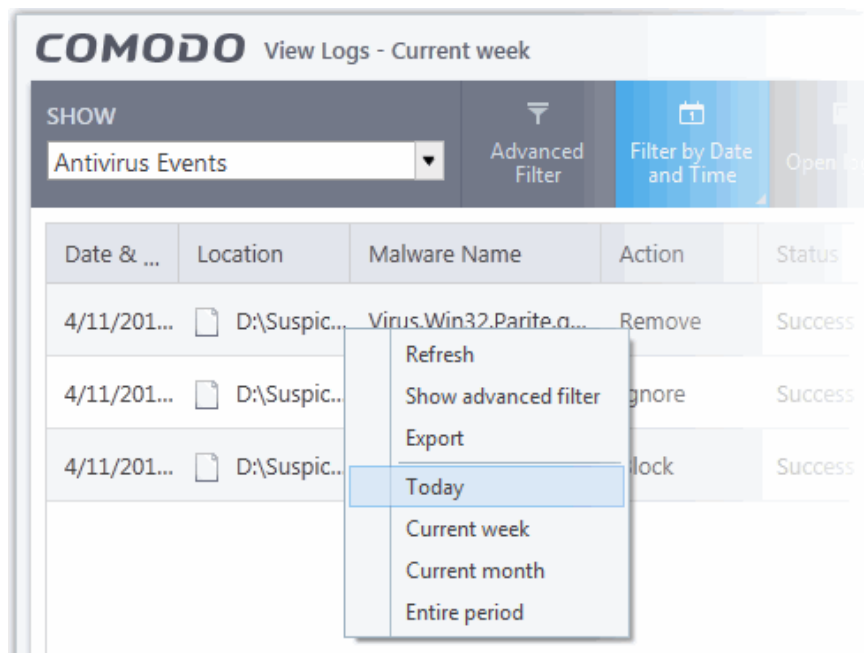 COMODO View Logs - Current week
SHOW
Antivirus Events
Advanced
Filter
Filter by Date
and Time
Open
Date & ... Location Malware Name Action Status
4/11/201... D:\Suspic... Virus.Win32.Parite.g... Remove Success
4/11/201... D:\Suspic... gnore Success
4/11/201... D:\Suspic... lock Success
Refresh
Show advanced filter
Export
Today
Current week
Current month
Entire period